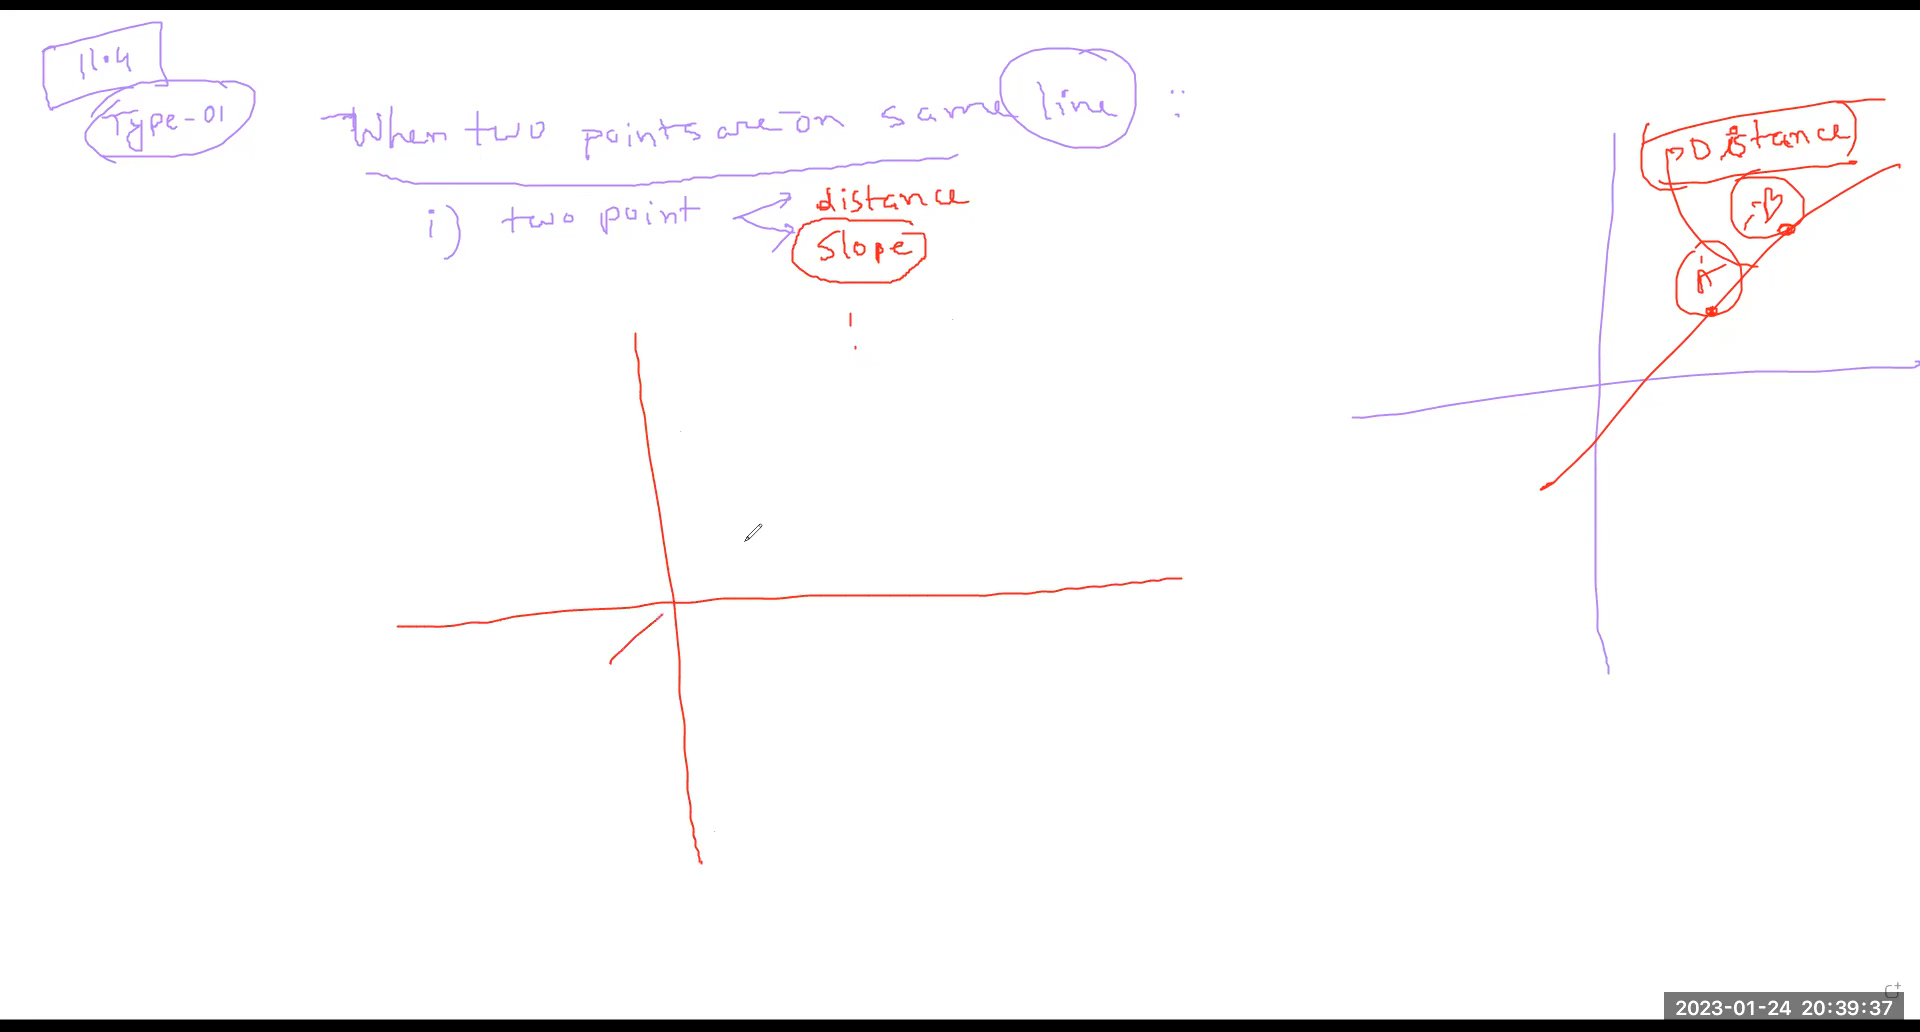 11.4
Type-01
When two points are on same line :
i) two point
distance
Slope
Distance
B
A
2023-01-24 20:39:37